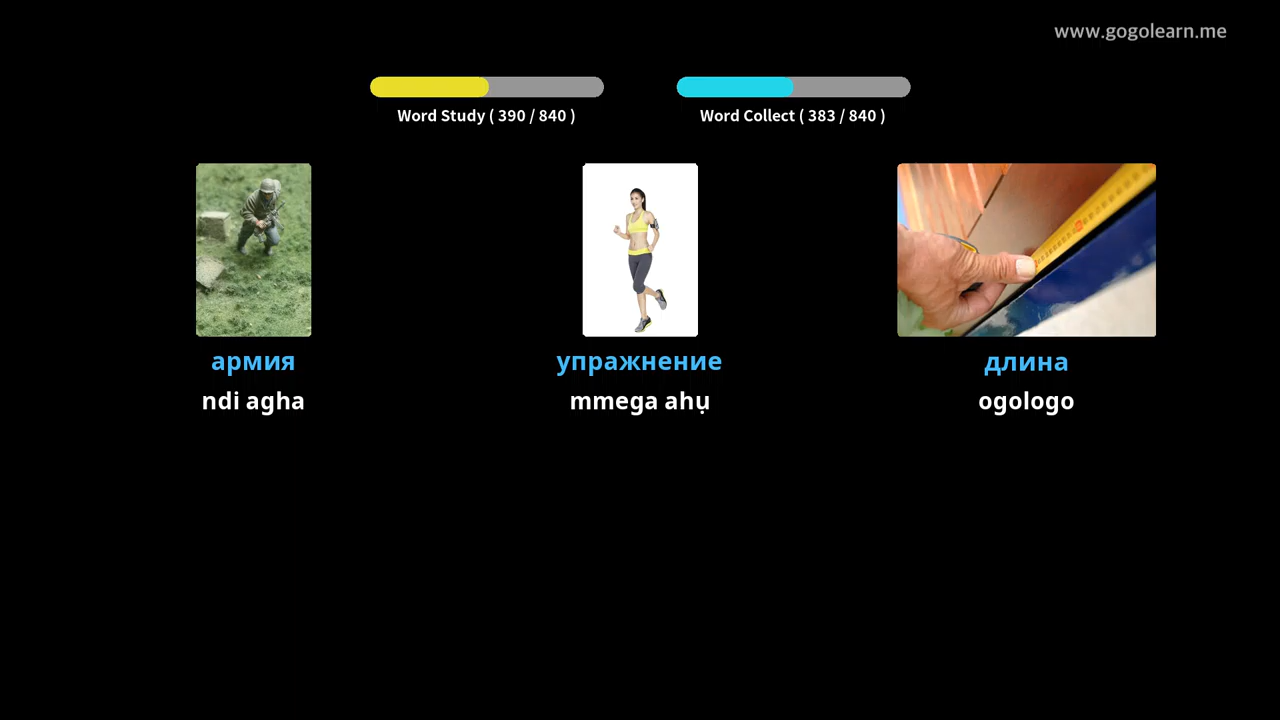 www.gogolearn.me
Word Study ( 390 / 840 )
Word Collect ( 383 / 840 )
армия
упражнение
длина
ndi agha
mmega ahụ
ogologo